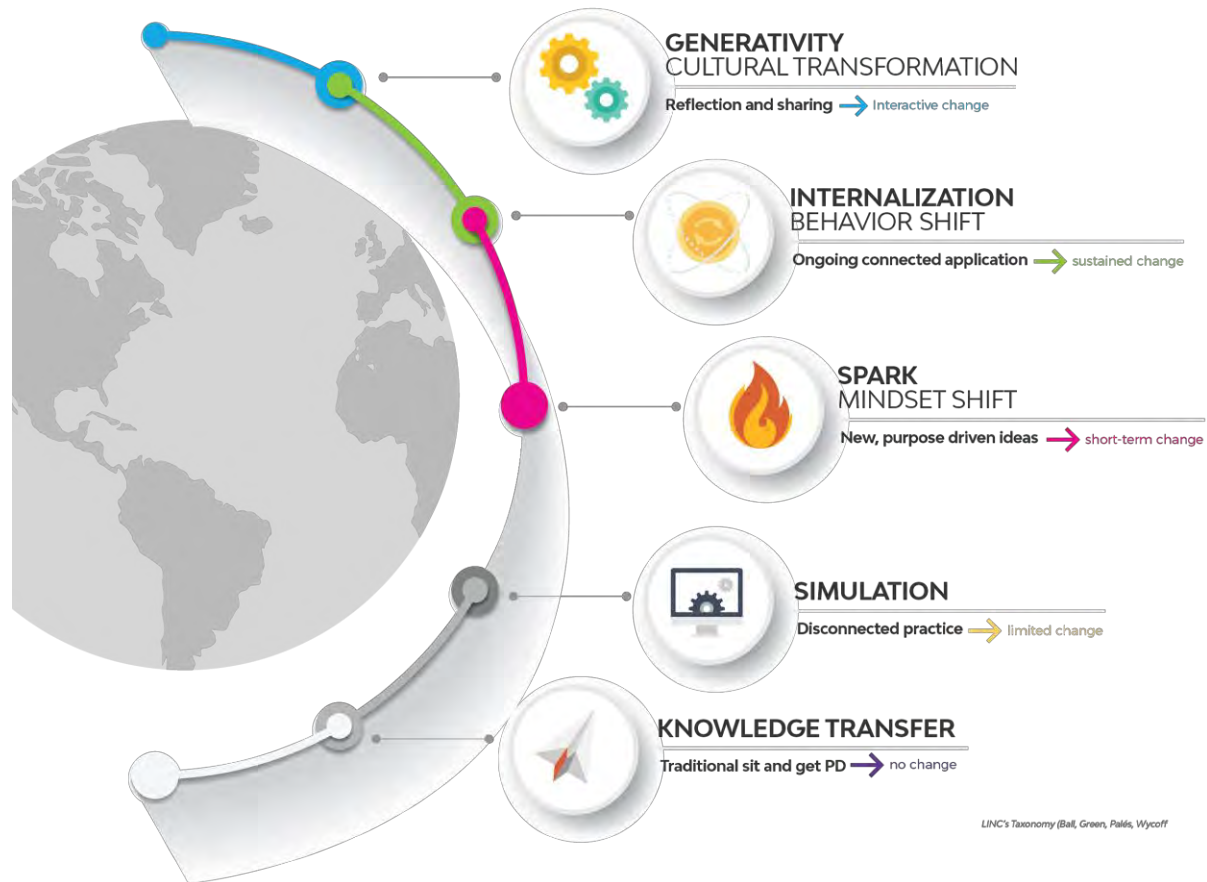 GENERATIVITY
CULTURAL TRANSFORMATION
Reflection and sharing → Interactive change
INTERNALIZATION
BEHAVIOR SHIFT
Ongoing connected application → sustained change
SPARK
MINDSET SHIFT
New, purpose driven ideas → short-term change
SIMULATION
Disconnected practice → limited change
KNOWLEDGE TRANSFER
Traditional sit and get PD → no change
LINC's Taxonomy (Ball, Green, Palés, Wycoff